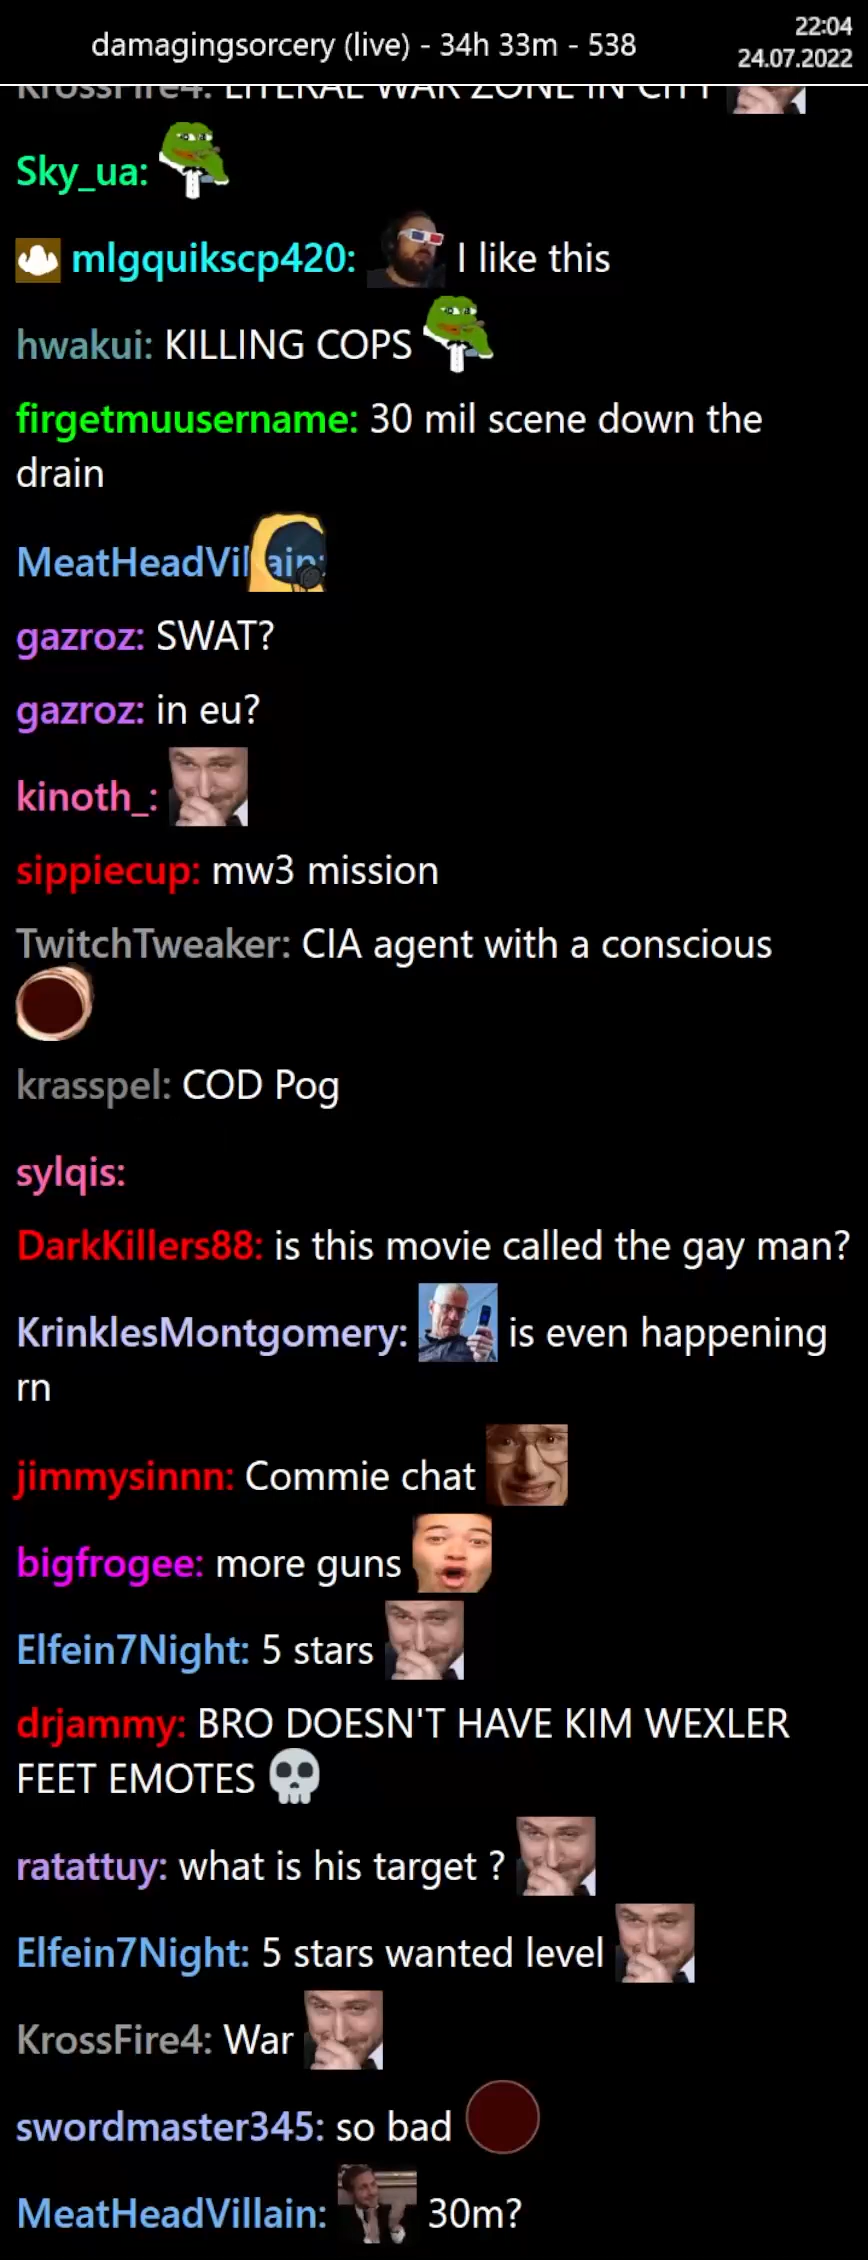 damagingsorcery (live) - 34h 33m - 538
22:04
24.07.2022
KrossFire4: LITERAL WAR ZONE IN CITY
Sky_ua:
mlgquikscp420: I like this
hwakui: KILLING COPS
firgetmuusername: 30 mil scene down the
drain
MeatHeadVillain:
gazroz: SWAT?
gazroz: in eu?
kinoth_:
sippiecup: mw3 mission
TwitchTweaker: CIA agent with a conscious
krasspel: COD Pog
sylqis:
DarkKillers88: is this movie called the gay man?
KrinklesMontgomery: is even happening
rn
jimmysinnn: Commie chat
bigfrogee: more guns
Elfein7Night: 5 stars
drjammy: BRO DOESN'T HAVE KIM WEXLER
FEET EMOTES 💀
ratattuy: what is his target ?
Elfein7Night: 5 stars wanted level
KrossFire4: War
swordmaster345: so bad
MeatHeadVillain: 30m?